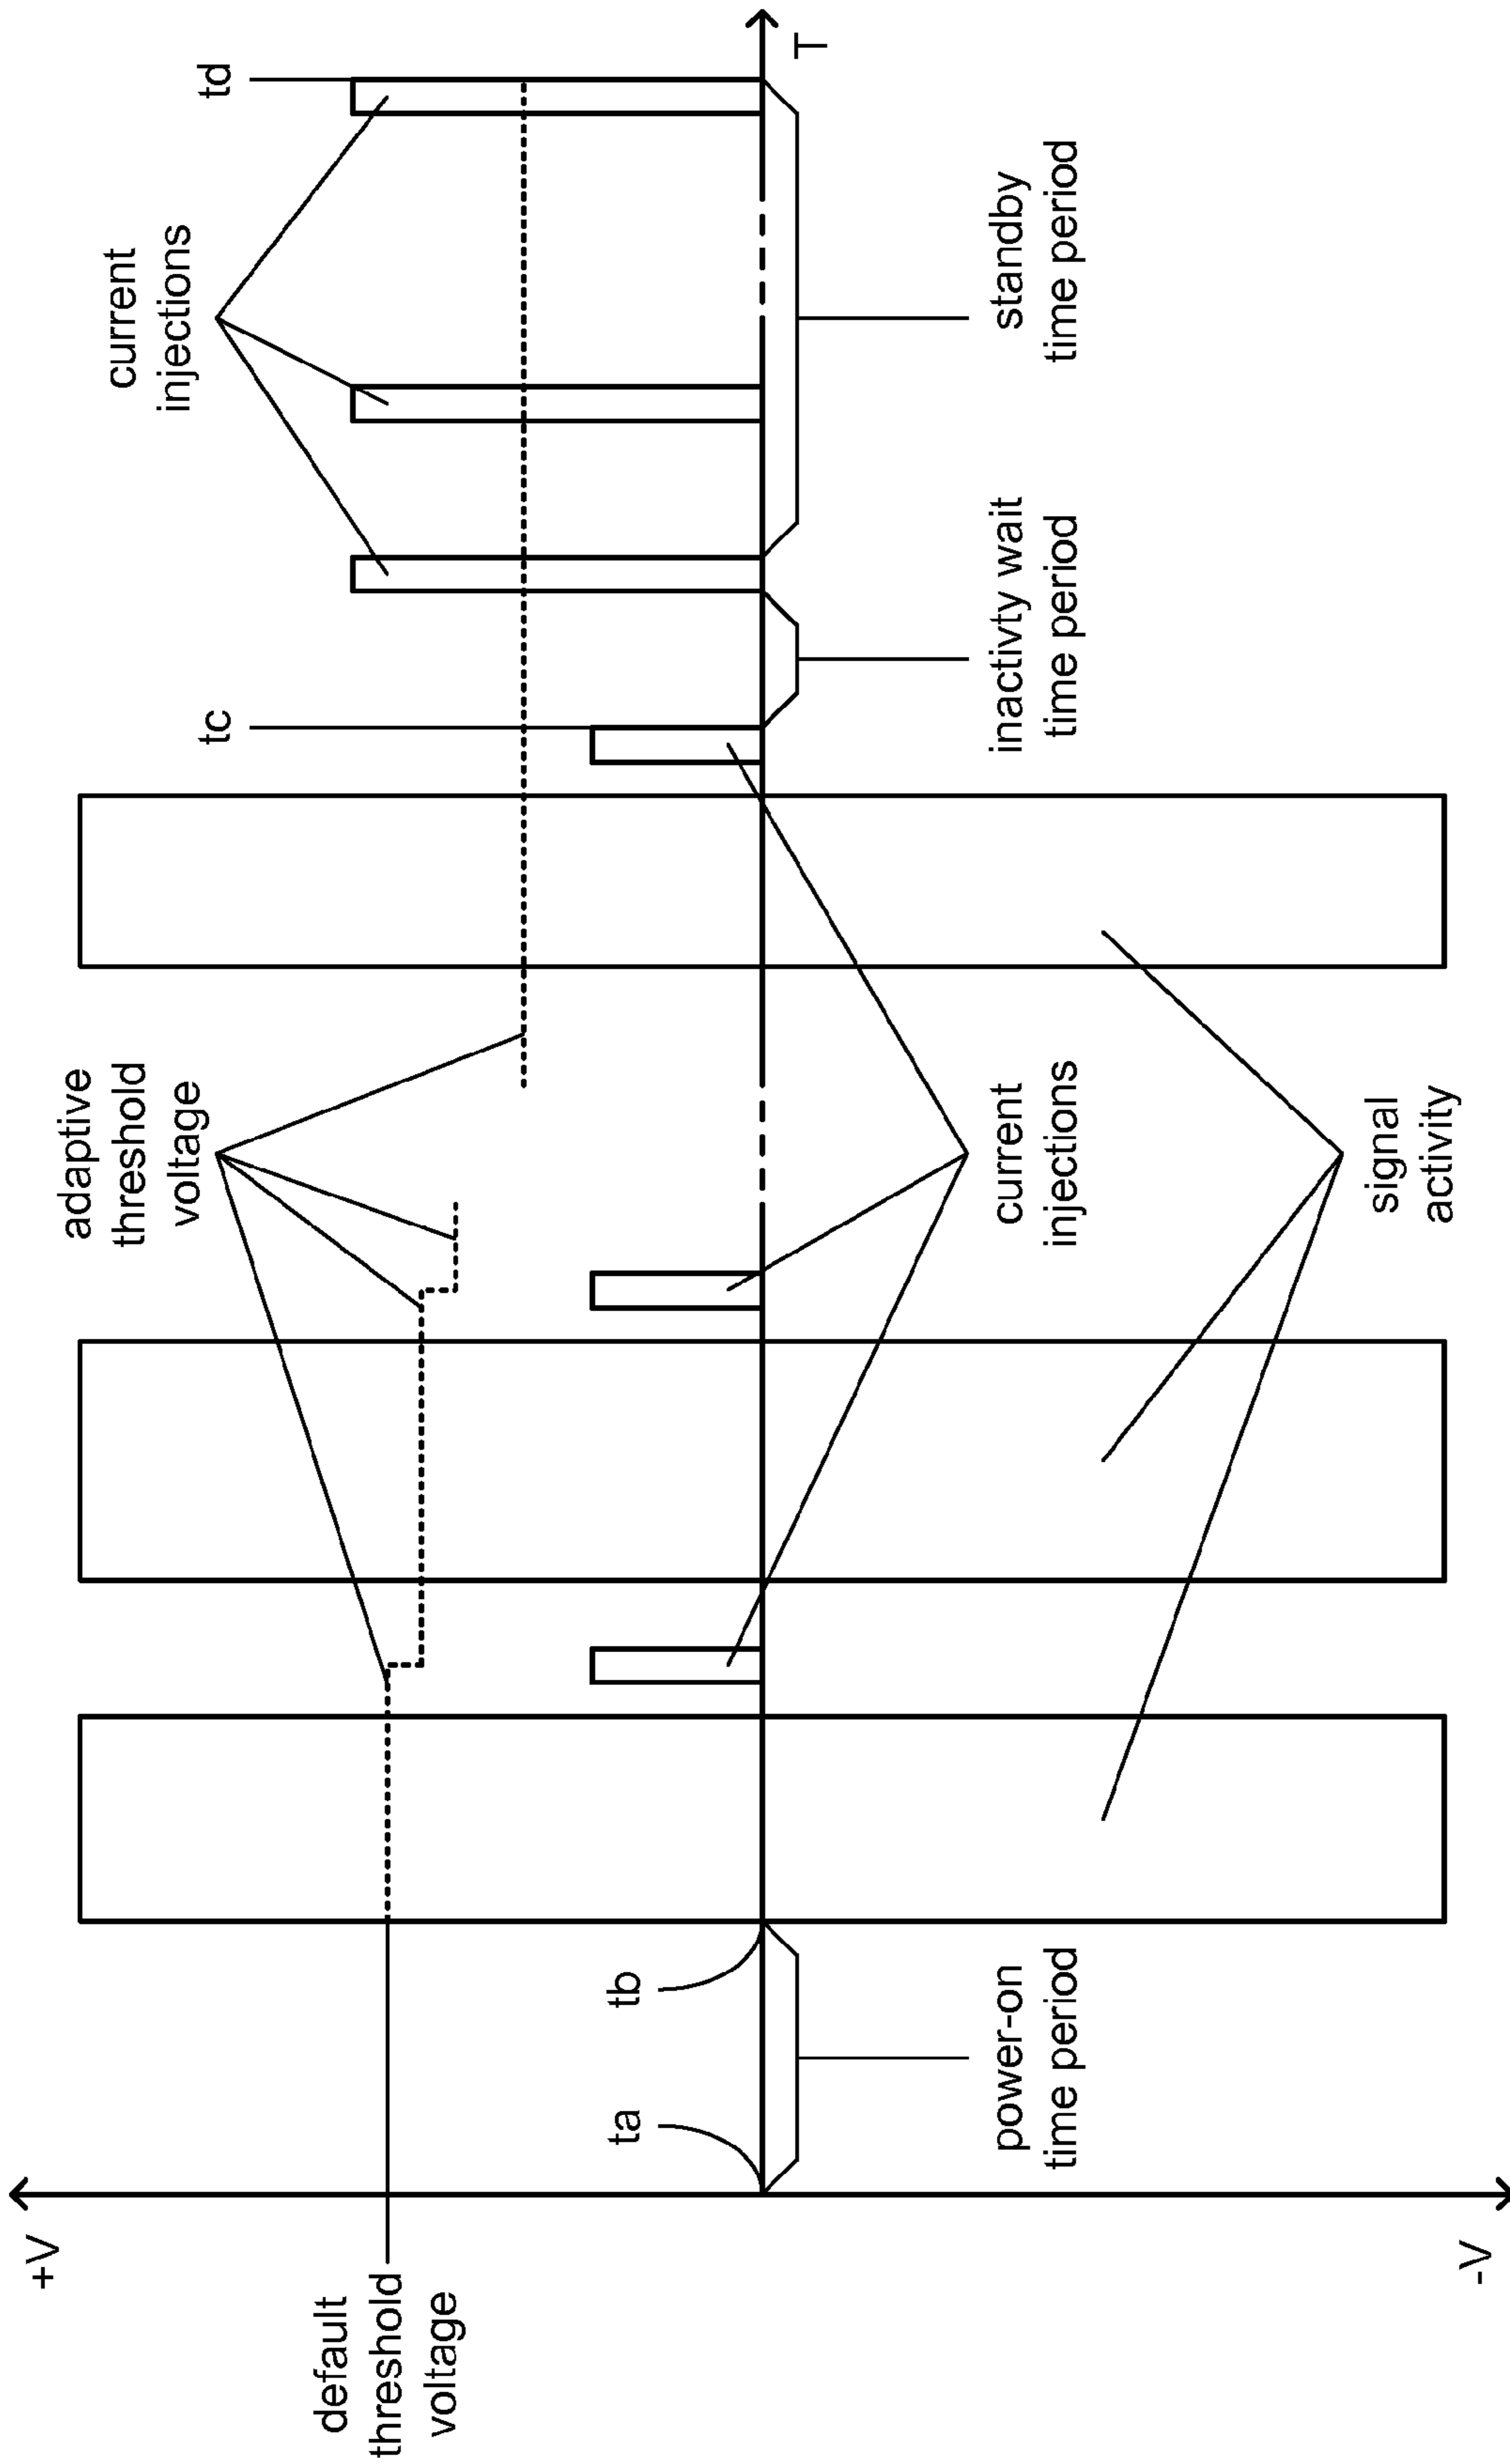 +V
default
threshold
voltage
adaptive
threshold
voltage
current
injections
tc
td
ta
tb
T
power-on
time period
current
injections
inactivty wait
time period
standby
time period
signal
activity
-V